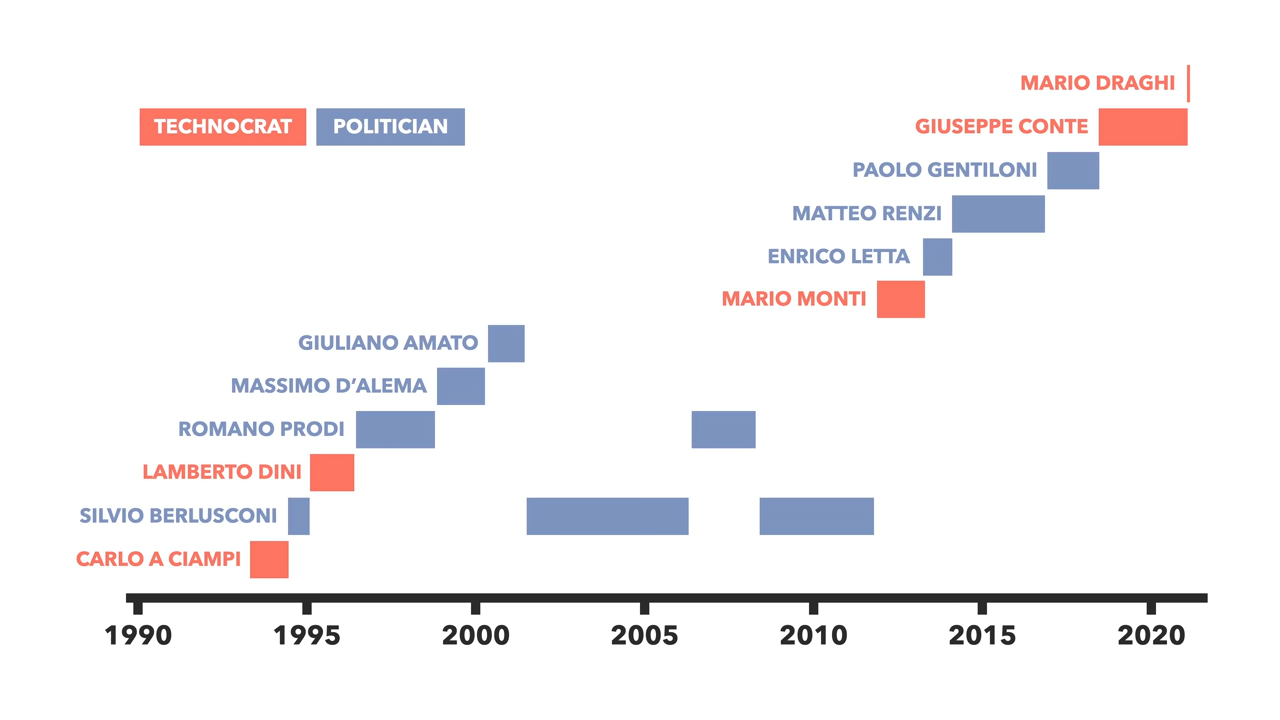 MARIO DRAGHI
TECHNOCRAT POLITICIAN
GIUSEPPE CONTE
PAOLO GENTILONI
MATTEO RENZI
ENRICO LETTA
MARIO MONTI
GIULIANO AMATO
MASSIMO D’ALEMA
ROMANO PRODI
LAMBERTO DINI
SILVIO BERLUSCONI
CARLO A CIAMPI
1990 1995 2000 2005 2010 2015 2020